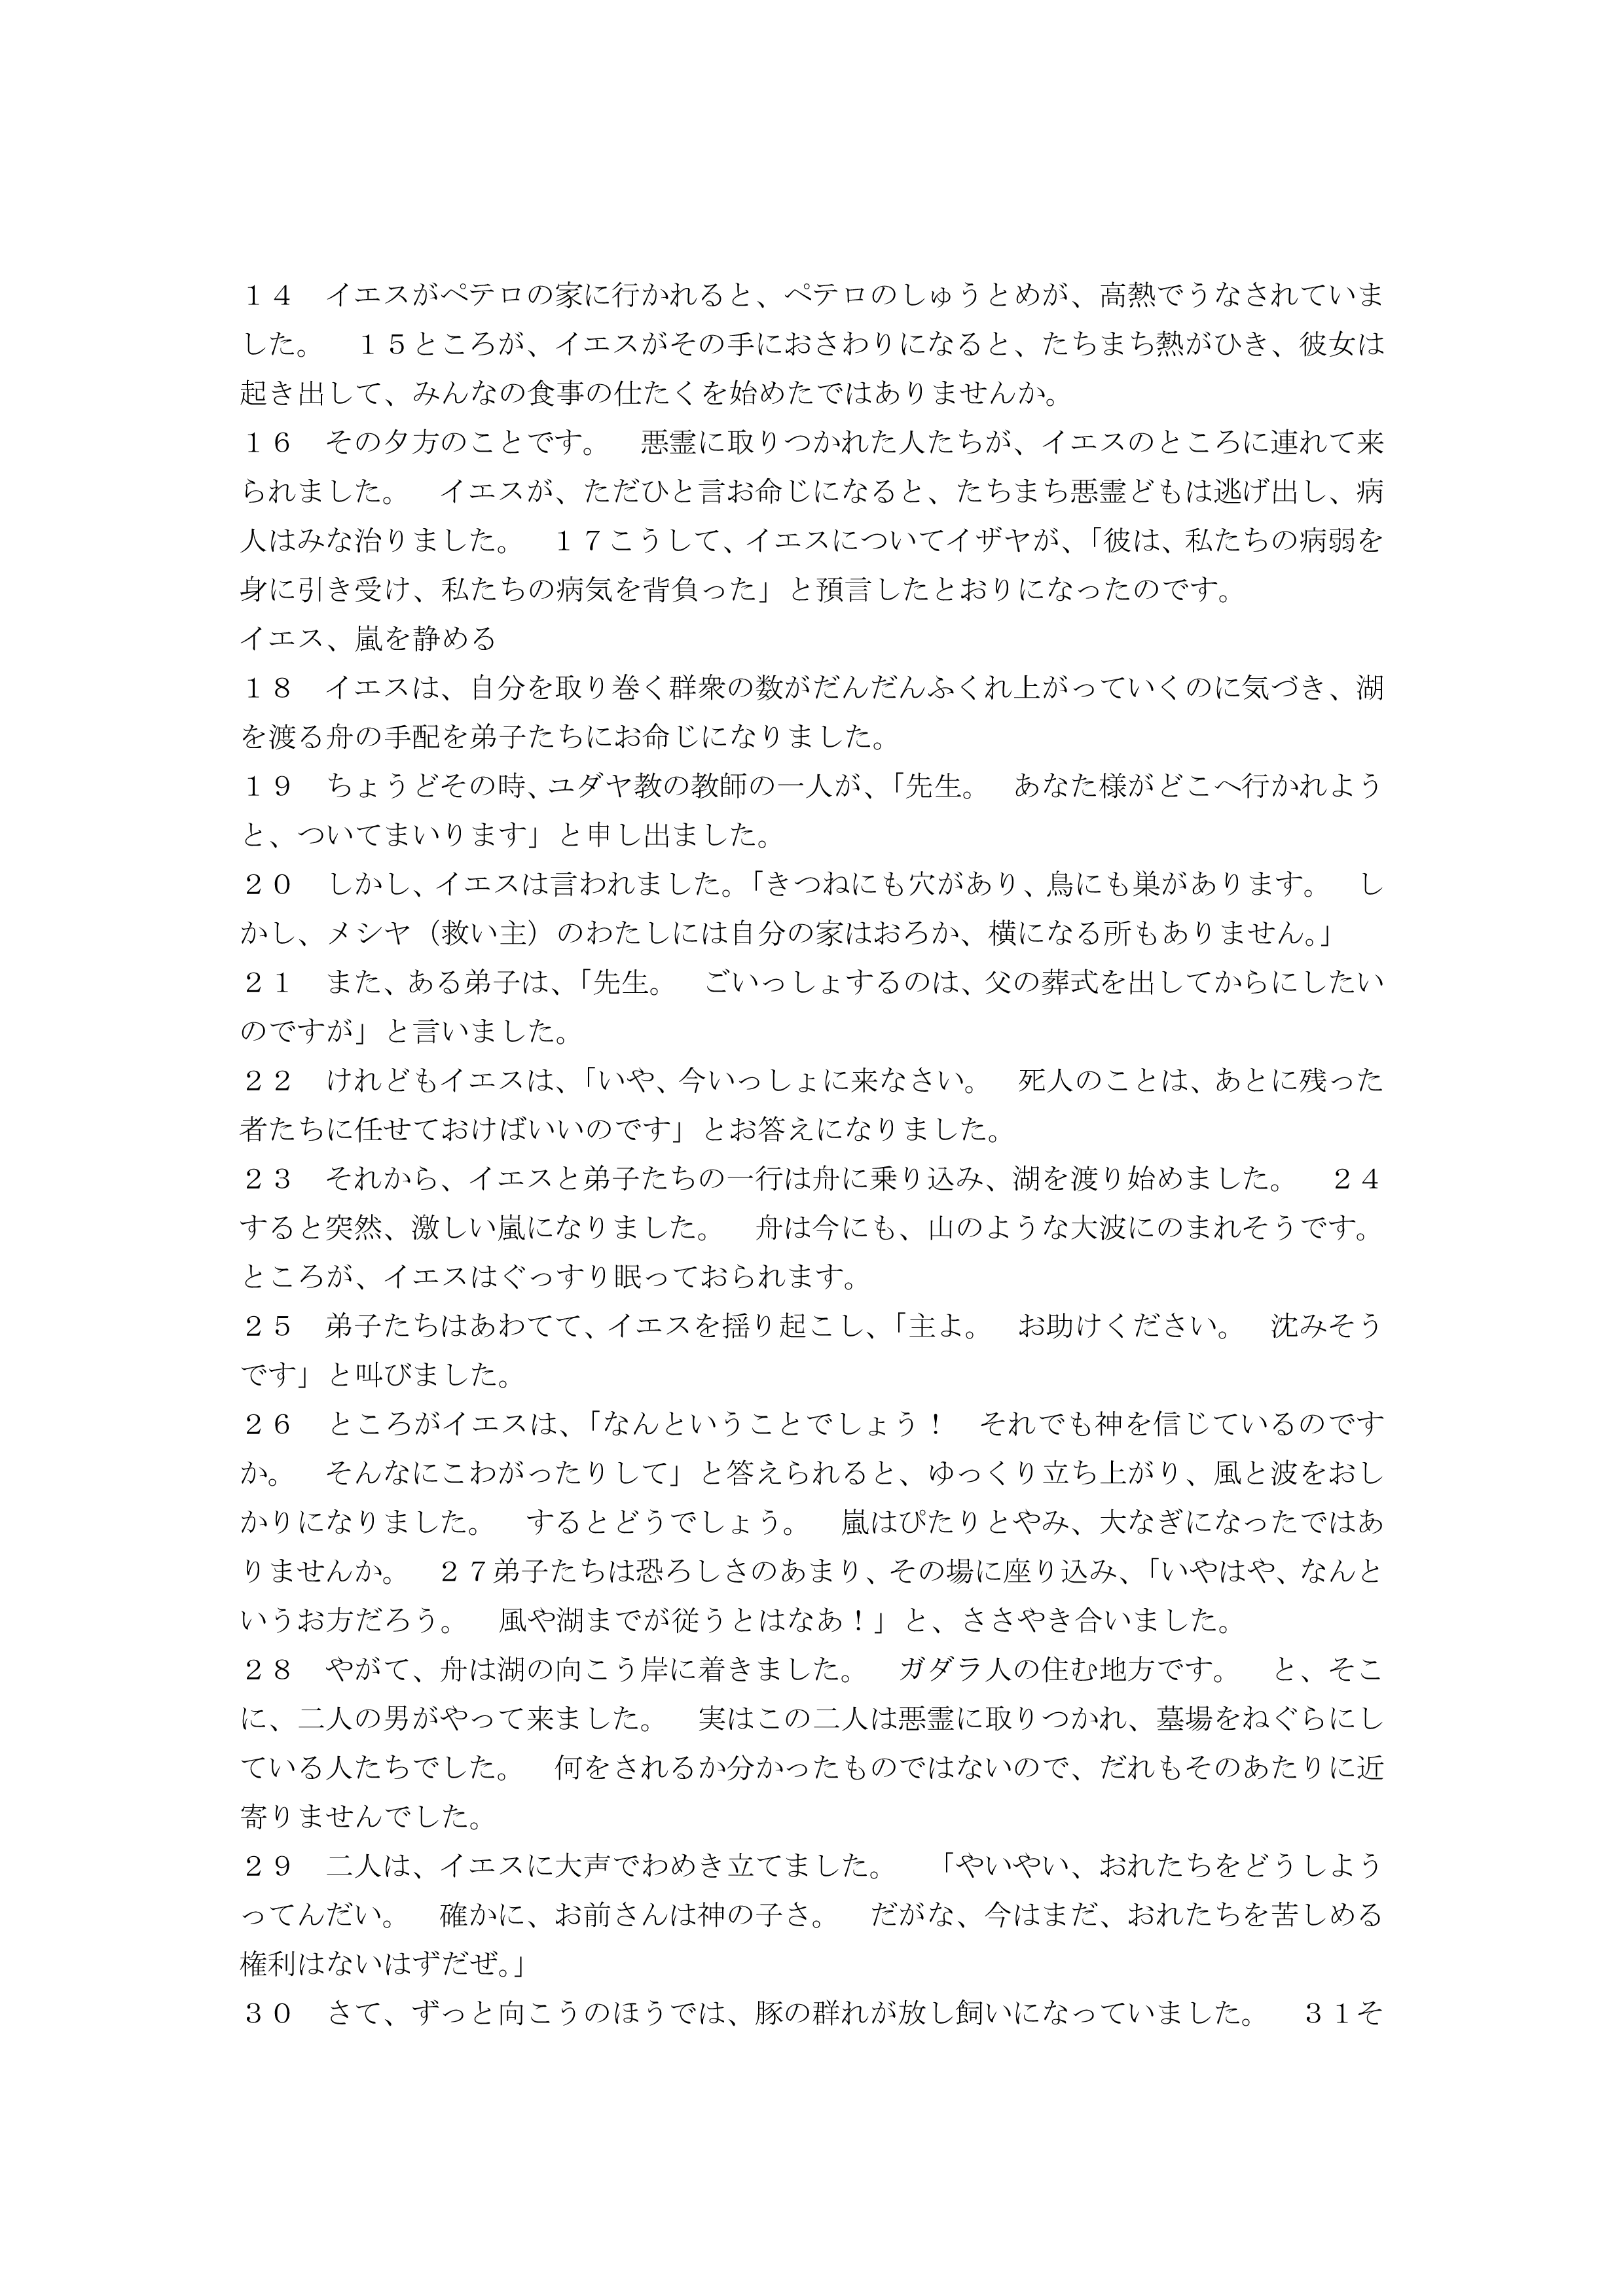 １４　イエスがペテロの家に行かれると、ペテロのしゅうとめが、高熱でうなされていま
した。　１５ところが、イエスがその手におさわりになると、たちまち熱がひき、彼女は
起き出して、みんなの食事の仕たくを始めたではありませんか。
１６　その夕方のことです。　悪霊に取りつかれた人たちが、イエスのところに連れて来
られました。　イエスが、ただひと言お命じになると、たちまち悪霊どもは逃げ出し、病
人はみな治りました。　１７こうして、イエスについてイザヤが、「彼は、私たちの病弱を
身に引き受け、私たちの病気を背負った」と預言したとおりになったのです。
イエス、嵐を静める
１８　イエスは、自分を取り巻く群衆の数がだんだんふくれ上がっていくのに気づき、湖
を渡る舟の手配を弟子たちにお命じになりました。
１９　ちょうどその時、ユダヤ教の教師の一人が、「先生。　あなた様がどこへ行かれよう
と、ついてまいります」と申し出ました。
２０　しかし、イエスは言われました。「きつねにも穴があり、鳥にも巣があります。　し
かし、メシヤ（救い主）のわたしには自分の家はおろか、横になる所もありません。」
２１　また、ある弟子は、「先生。　ごいっしょするのは、父の葬式を出してからにしたい
のですが」と言いました。
２２　けれどもイエスは、「いや、今いっしょに来なさい。　死人のことは、あとに残った
者たちに任せておけばいいのです」とお答えになりました。
２３　それから、イエスと弟子たちの一行は舟に乗り込み、湖を渡り始めました。　２４
すると突然、激しい嵐になりました。　舟は今にも、山のような大波にのまれそうです。
ところが、イエスはぐっすり眠っておられます。
２５　弟子たちはあわてて、イエスを揺り起こし、「主よ。　お助けください。　沈みそう
です」と叫びました。
２６　ところがイエスは、「なんということでしょう！　それでも神を信じているのです
か。　そんなにこわがったりして」と答えられると、ゆっくり立ち上がり、風と波をおし
かりになりました。　するとどうでしょう。　嵐はぴたりとやみ、大なぎになったではあ
りませんか。　２７弟子たちは恐ろしさのあまり、その場に座り込み、「いやはや、なんと
いうお方だろう。　風や湖までが従うとはなあ！」と、ささやき合いました。
２８　やがて、舟は湖の向こう岸に着きました。　ガダラ人の住む地方です。　と、そこ
に、二人の男がやって来ました。　実はこの二人は悪霊に取りつかれ、墓場をねぐらにし
ている人たちでした。　何をされるか分かったものではないので、だれもそのあたりに近
寄りませんでした。
２９　二人は、イエスに大声でわめき立てました。　「やいやい、おれたちをどうしよう
ってんだい。　確かに、お前さんは神の子さ。　だがな、今はまだ、おれたちを苦しめる
権利はないはずだぜ。」
３０　さて、ずっと向こうのほうでは、豚の群れが放し飼いになっていました。　３１そ